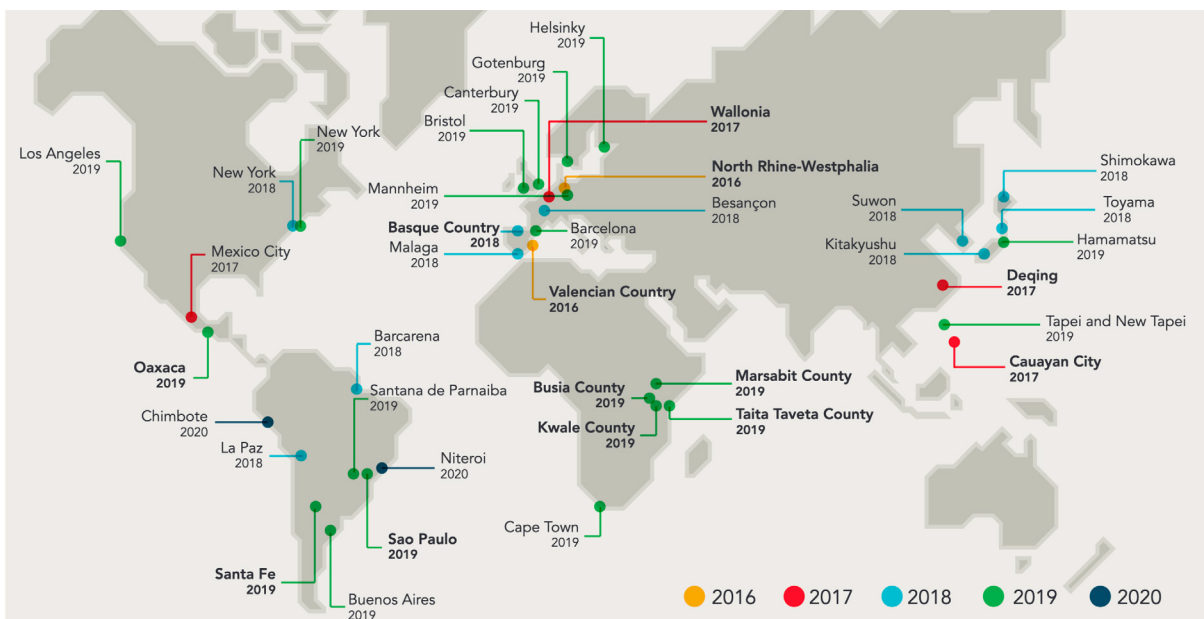 Helsinky
2019
Gotenburg
2019
Canterbury
2019
Bristol
2019
Wallonia
2017
New York
2019
Los Angeles
2019
New York
2018
North Rhine-Westphalia
2016
Mannheim
2019
Besançon
2018
Shimokawa
2018
Suwon
2018
Toyama
2018
Basque Country
2018
Barcelona
2019
Malaga
2018
Kitakyushu
2018
Hamamatsu
2019
Mexico City
2017
Valencian Country
2016
Deqing
2017
Tapei and New Tapei
2019
Barcarena
2018
Oaxaca
2019
Cauayan City
2017
Santana de Parnaiba
2019
Busia County
2019
Marsabit County
2019
Chimbote
2020
Kwale County
2019
Taita Taveta County
2019
La Paz
2018
Niteroi
2020
Cape Town
2019
Sao Paulo
2019
Santa Fe
2019
Buenos Aires
2019
2016 2017 2018 2019 2020